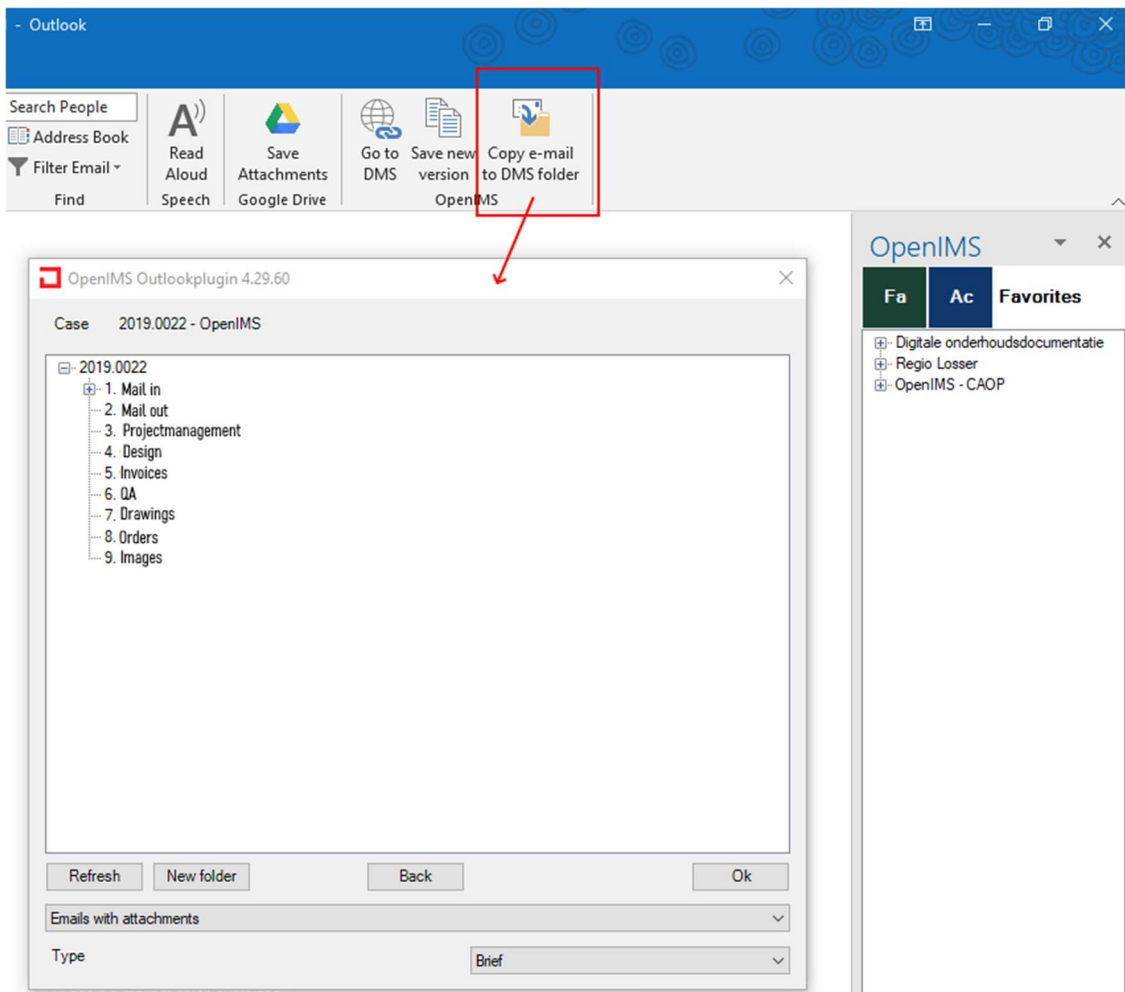 - Outlook
Search People
Address Book
Filter Email
Find
A
Read
Aloud
Speech
Save
Attachments
Google Drive
Go to
DMS
Save new
version
Copy e-mail
to DMS folder
OpenIMS
OpenIMS Outlookplugin 4.29.60
Case 2019.0022 - OpenIMS
2019.0022
1. Mail in
2. Mail out
3. Projectmanagement
4. Design
5. Invoices
6. QA
7. Drawings
8. Orders
9. Images
Refresh New folder Back Ok
Emails with attachments
Type Brief
OpenIMS
Fa Ac Favorites
Digitale onderhoudsdocumentatie
Regio Losser
OpenIMS - CAOP